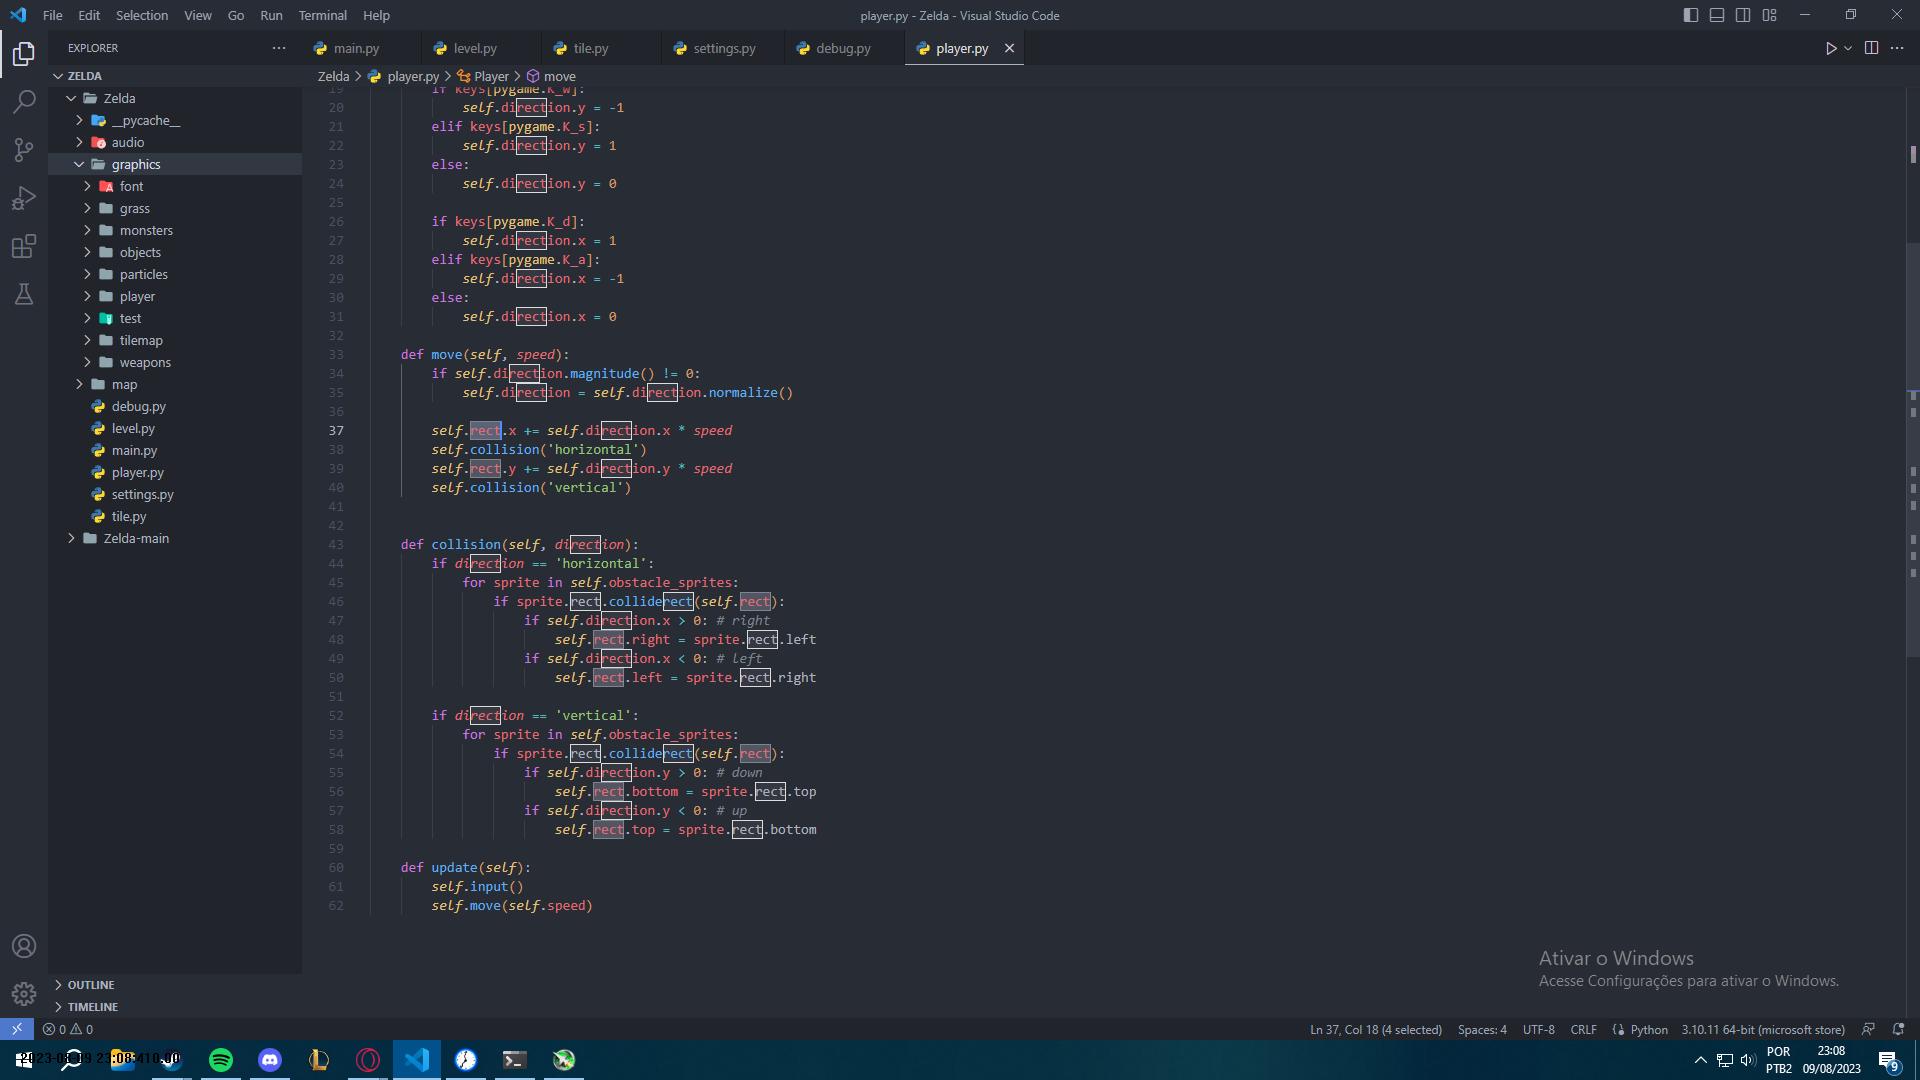 File Edit Selection View Go Run Terminal Help
player.py - Zelda - Visual Studio Code
EXPLORER
main.py level.py tile.py settings.py debug.py player.py
ZELDA
Zelda > player.py > Player > move
Zelda
__pycache__
audio
graphics
font
grass
monsters
objects
particles
player
test
tilemap
weapons
map
debug.py
level.py
main.py
player.py
settings.py
tile.py
Zelda-main
OUTLINE
TIMELINE
19 if keys[pygame.K_w]:
20 self.direction.y = -1
21 elif keys[pygame.K_s]:
22 self.direction.y = 1
23 else:
24 self.direction.y = 0
25
26 if keys[pygame.K_d]:
27 self.direction.x = 1
28 elif keys[pygame.K_a]:
29 self.direction.x = -1
30 else:
31 self.direction.x = 0
32
33 def move(self, speed):
34 if self.direction.magnitude() != 0:
35 self.direction = self.direction.normalize()
36
37 self.rect.x += self.direction.x * speed
38 self.collision('horizontal')
39 self.rect.y += self.direction.y * speed
40 self.collision('vertical')
41
42
43 def collision(self, direction):
44 if direction == 'horizontal':
45 for sprite in self.obstacle_sprites:
46 if sprite.rect.colliderect(self.rect):
47 if self.direction.x > 0: # right
48 self.rect.right = sprite.rect.left
49 if self.direction.x < 0: # left
50 self.rect.left = sprite.rect.right
51
52 if direction == 'vertical':
53 for sprite in self.obstacle_sprites:
54 if sprite.rect.colliderect(self.rect):
55 if self.direction.y > 0: # down
56 self.rect.bottom = sprite.rect.top
57 if self.direction.y < 0: # up
58 self.rect.top = sprite.rect.bottom
59
60 def update(self):
61 self.input()
62 self.move(self.speed)
Ativar o Windows
Acesse Configurações para ativar o Windows.
0 0
Ln 37, Col 18 (4 selected) Spaces: 4 UTF-8 CRLF Python 3.10.11 64-bit (microsoft store)
POR
PTB2
23:08
09/08/2023
9